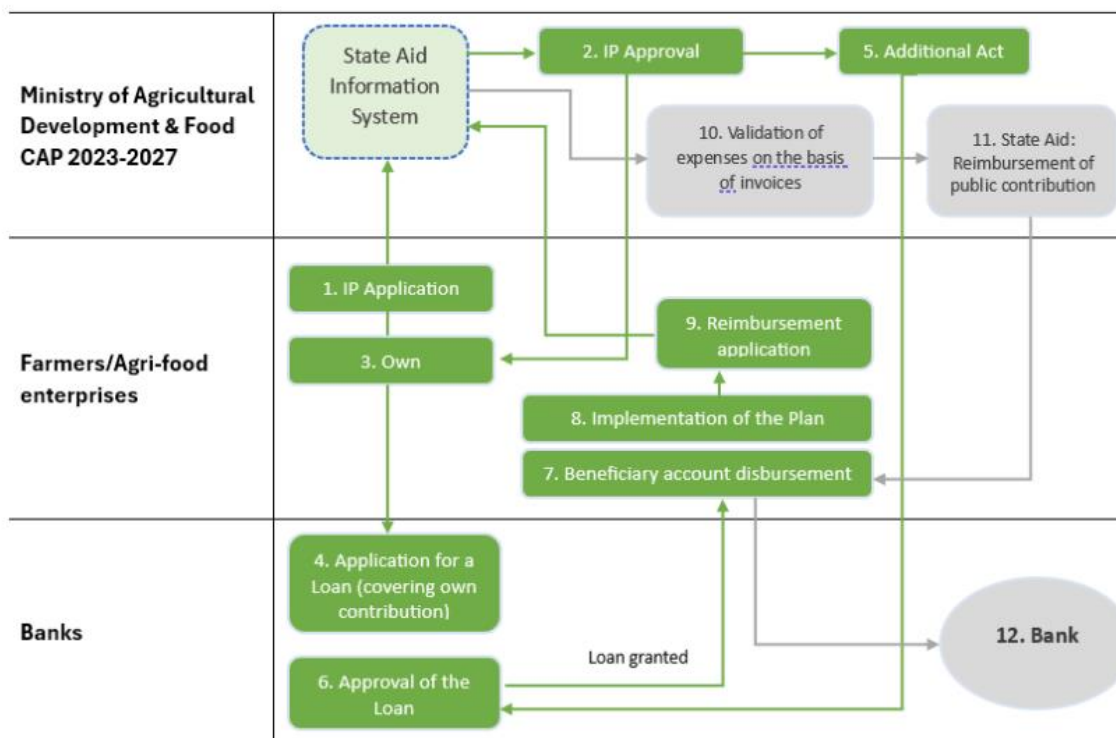 Ministry of Agricultural
Development & Food
CAP 2023-2027
State Aid
Information
System
2. IP Approval
5. Additional Act
10. Validation of
expenses on the basis
of invoices
11. State Aid:
Reimbursement of
public contribution
Farmers/Agri-food
enterprises
1. IP Application
3. Own
9. Reimbursement
application
8. Implementation of the Plan
7. Beneficiary account disbursement
Banks
4. Application for a
Loan (covering own
contribution)
Loan granted
6. Approval of the
Loan
12. Bank